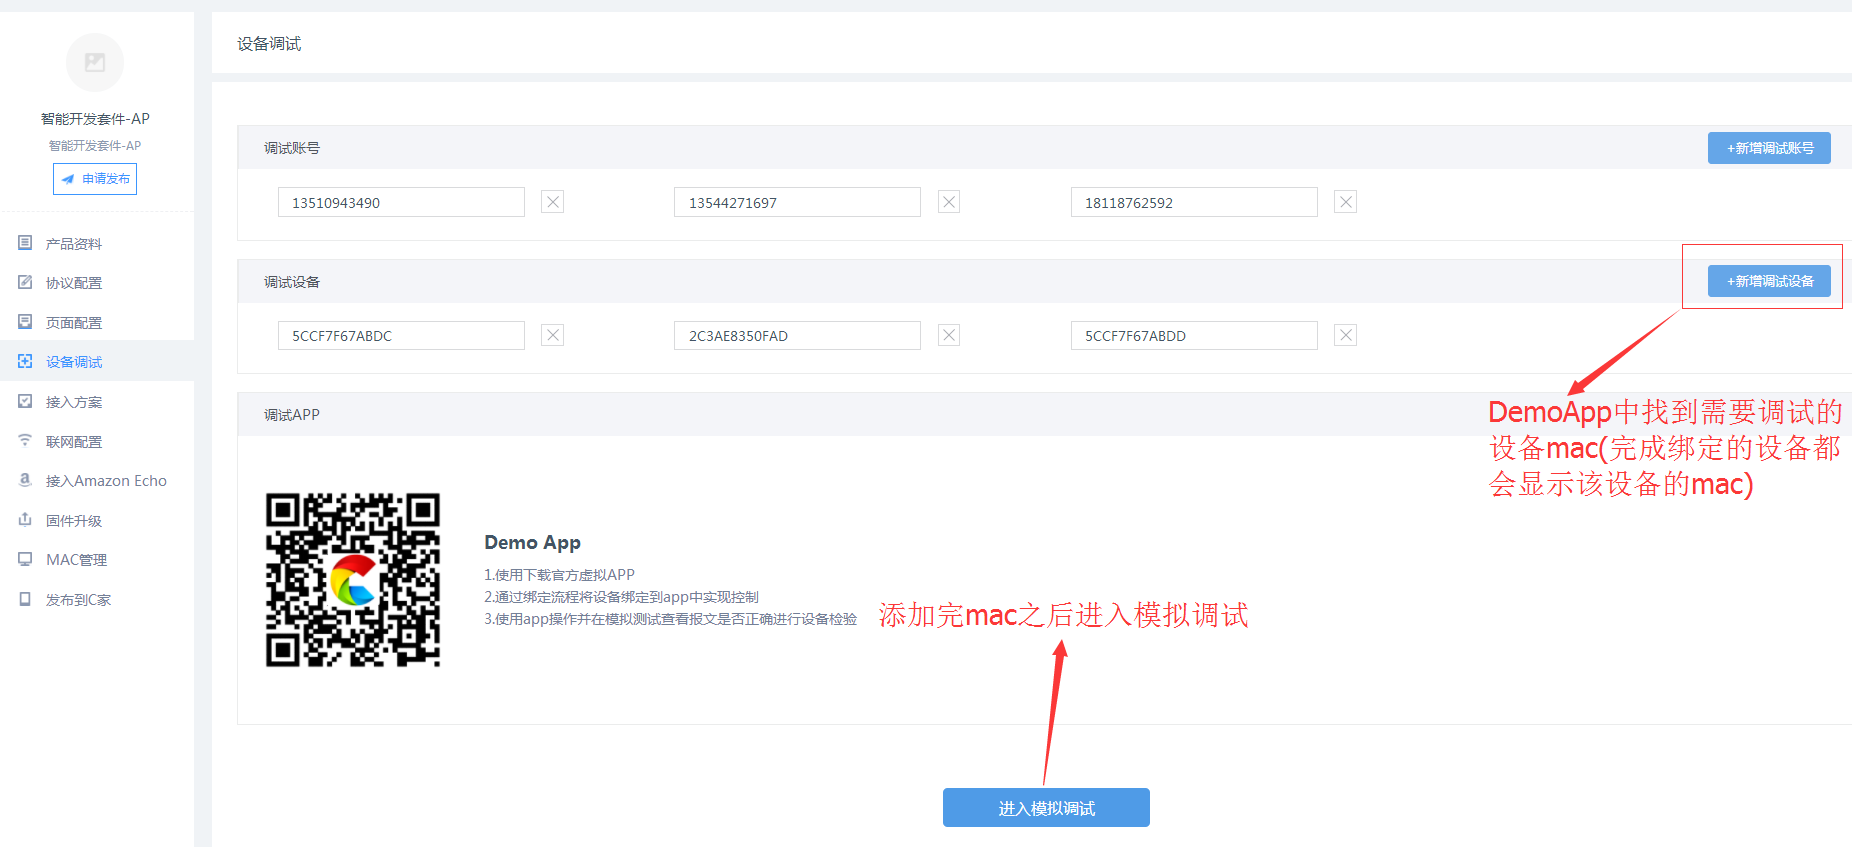 设备调试
智能开发套件-AP
智能开发套件-AP
申请发布
产品资料
协议配置
页面配置
设备调试
接入方案
联网配置
接入Amazon Echo
固件升级
MAC管理
发布到C家
调试账号
+新增调试账号
13510943490
13544271697
18118762592
调试设备
+新增调试设备
5CCF7F67ABDC
2C3AE8350FAD
5CCF7F67ABDD
DemoApp中找到需要调试的
设备mac(完成绑定的设备都
会显示该设备的mac)
调试APP
Demo App
1.使用下载官方虚拟APP
2.通过绑定流程将设备绑定到app中实现控制
3.使用app操作并在模拟测试查看报文是否正确进行设备检验
添加完mac之后进入模拟调试
进入模拟调试